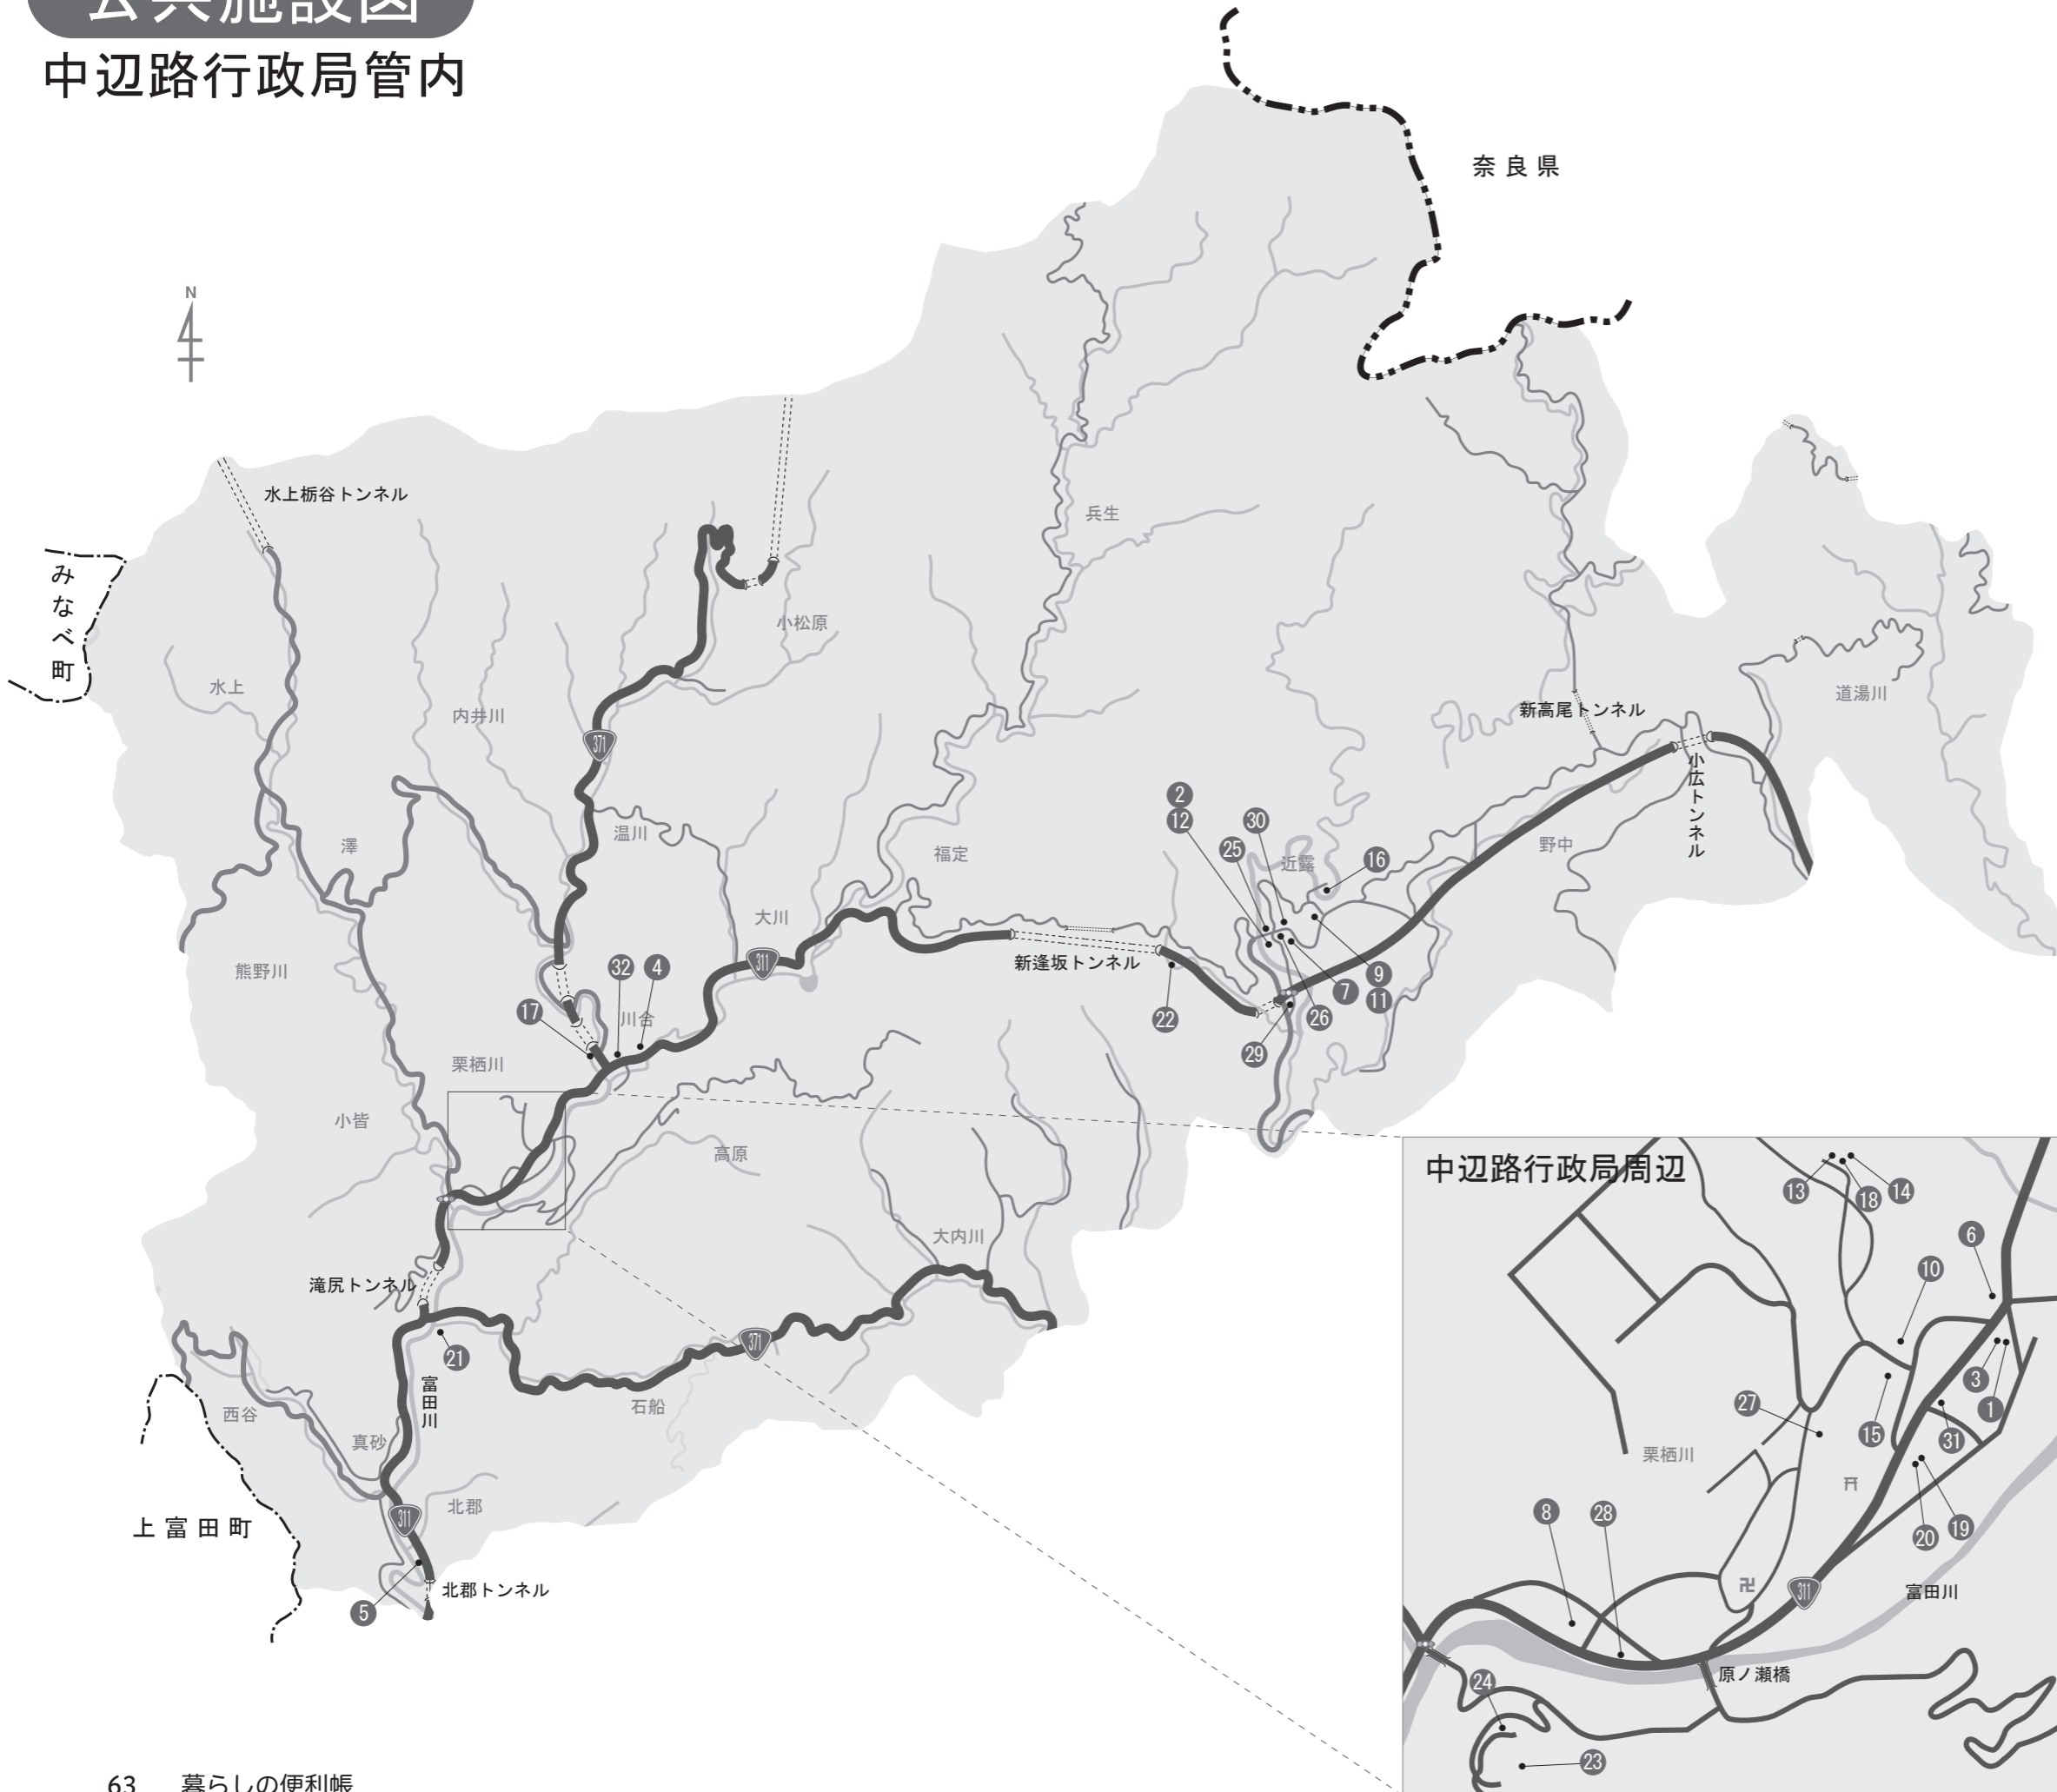 公共施設図
中辺路行政局管内
奈良県
N
水上栃谷トンネル
みなべ町
兵生
小松原
水上
内井川
371
新高尾トンネル
道湯川
小広トンネル
2
12
30
25
16
近露
野中
温川
澤
福定
大川
311
新逢坂トンネル
熊野川
32
4
17
川合
22
9
7
11
26
29
栗栖川
小皆
高原
大内川
滝尻トンネル
21
371
富田川
石船
西谷
真砂
北郡
311
上富田町
北郡トンネル
5
中辺路行政局周辺
13
18
14
6
10
3
1
27
15
31
栗栖川
8
28
20
19
卍
311
富田川
原ノ瀬橋
24
23
63 暮らしの便利帳